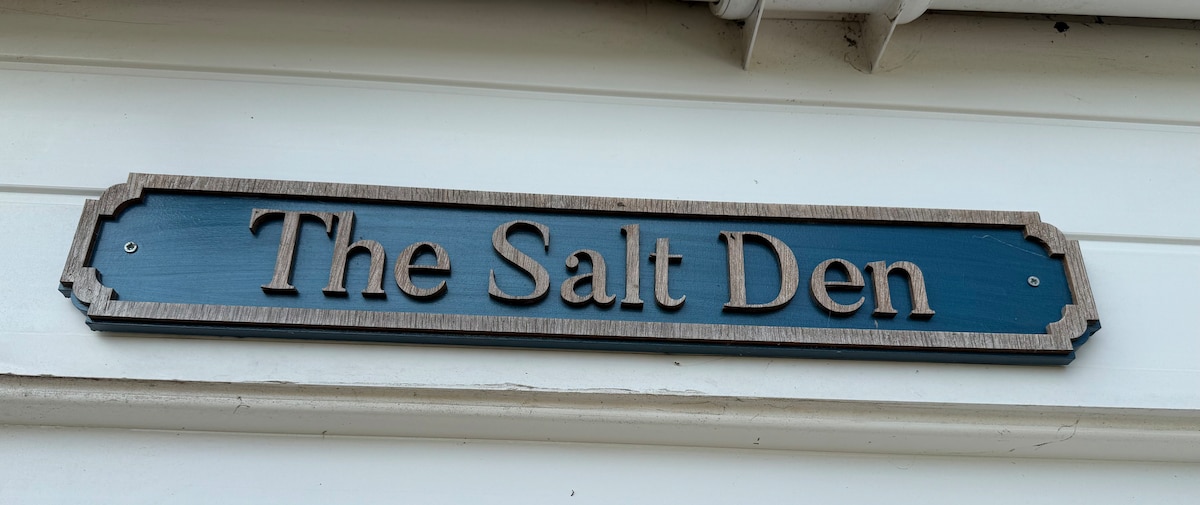 The Salt Den